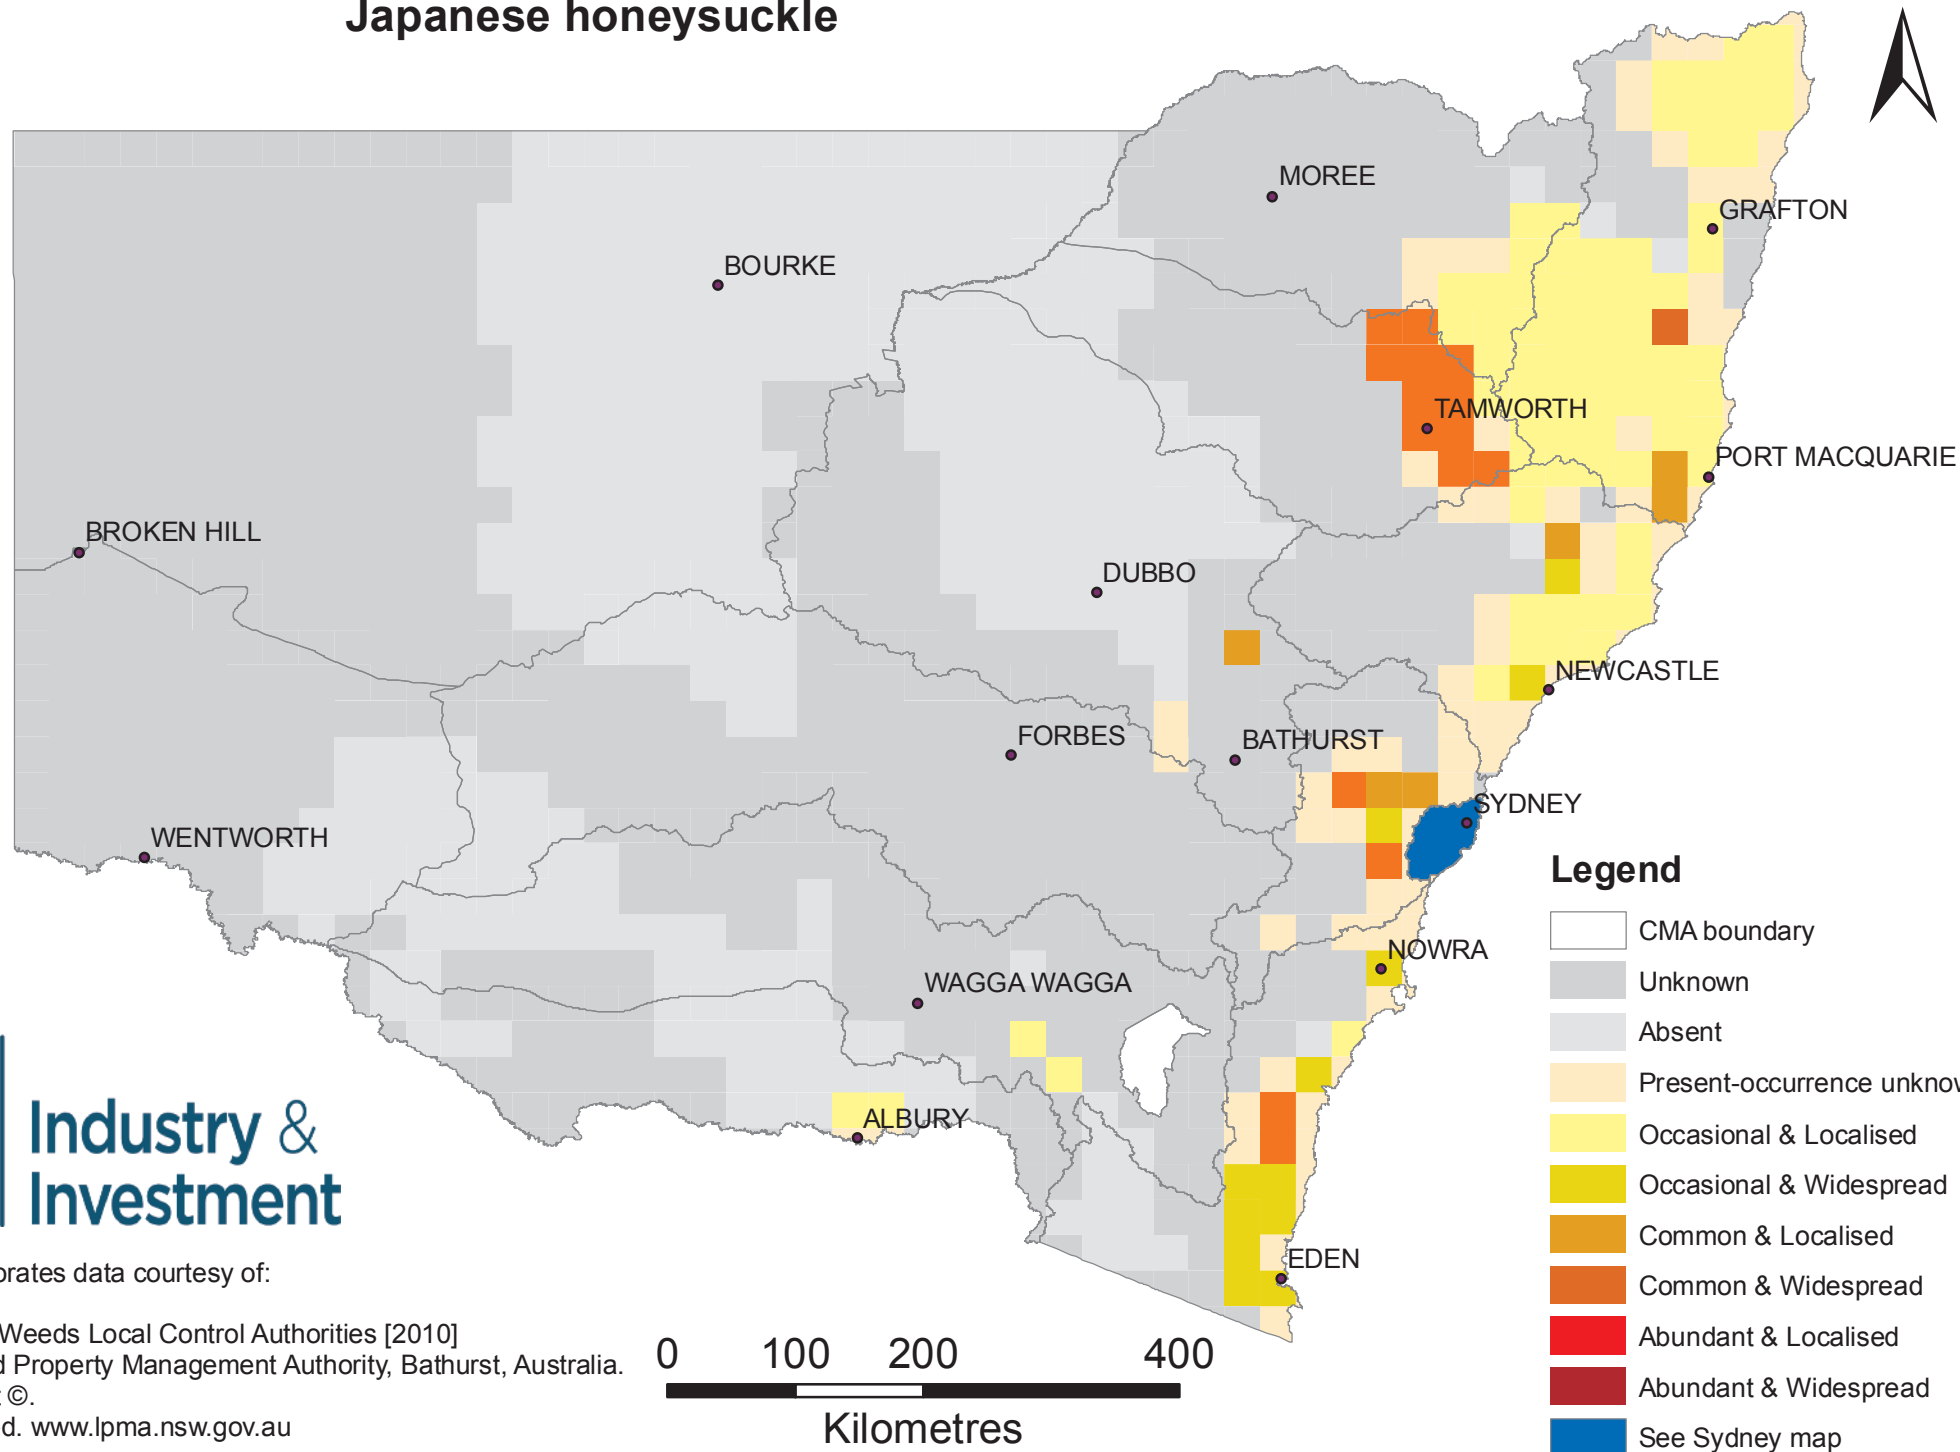 Japanese honeysuckle
MOREE
GRAFTON
BOURKE
TAMWORTH
PORT MACQUARIE
BROKEN HILL
DUBBO
NEWCASTLE
FORBES
BATHURST
SYDNEY
WENTWORTH
NOWRA
WAGGA WAGGA
ALBURY
EDEN
Legend
CMA boundary
Unknown
Absent
Present-occurrence unknow
Occasional & Localised
Occasional & Widespread
Common & Localised
Common & Widespread
Abundant & Localised
Abundant & Widespread
See Sydney map
Industry &
Investment
orates data courtesy of:
Weeds Local Control Authorities [2010]
d Property Management Authority, Bathurst, Australia.
t ©.
d. www.lpma.nsw.gov.au
0 100 200 400
Kilometres